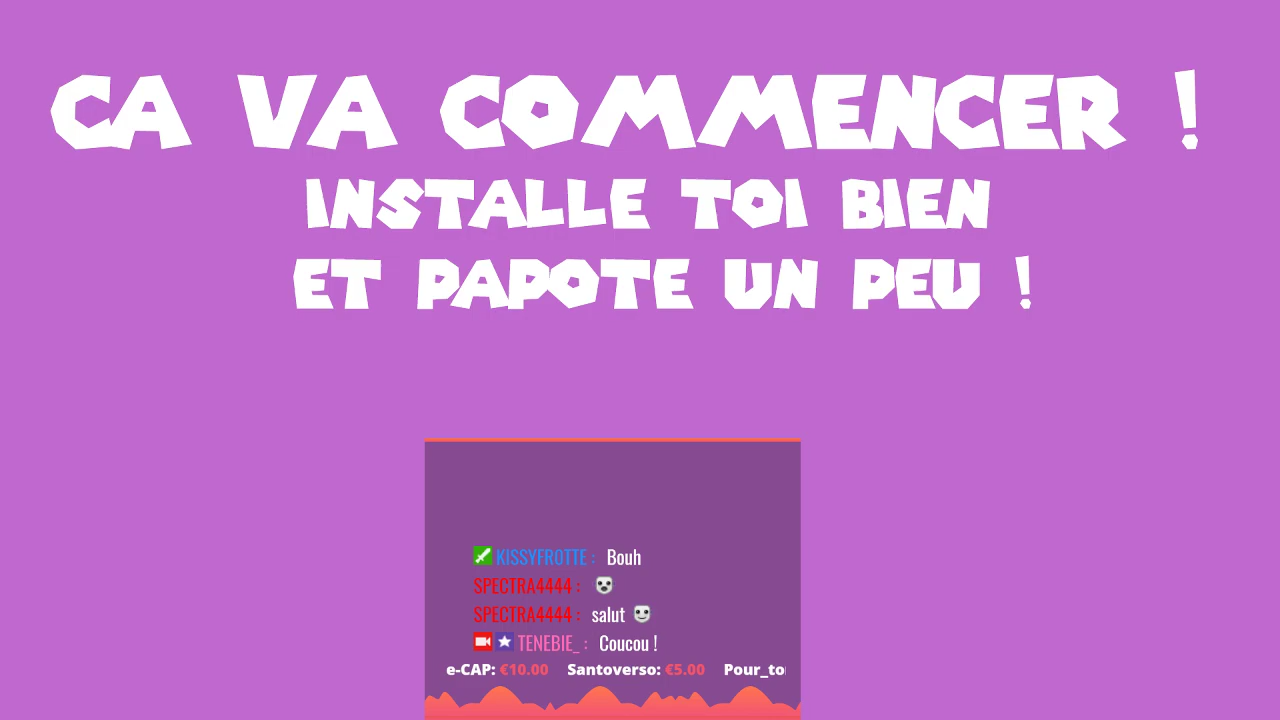 CA VA COMMENCER !
INSTALLE TOI BIEN
ET PAPOTE UN PEU !
KISSYFROTTE : Bouh
SPECTRA4444 :
SPECTRA4444 : salut
TENEBIE_ : Coucou !
e-CAP: €10.00 Santoverso: €5.00